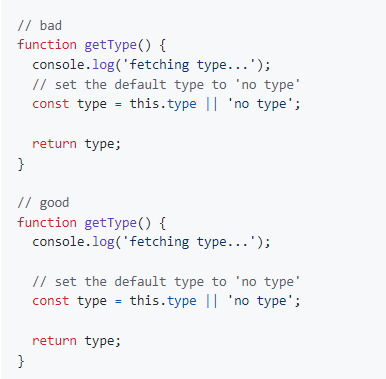 // bad
function getType() {
  console.log('fetching type...');
  // set the default type to 'no type'
  const type = this.type || 'no type';

  return type;
}

// good
function getType() {
  console.log('fetching type...');

  // set the default type to 'no type'
  const type = this.type || 'no type';

  return type;
}